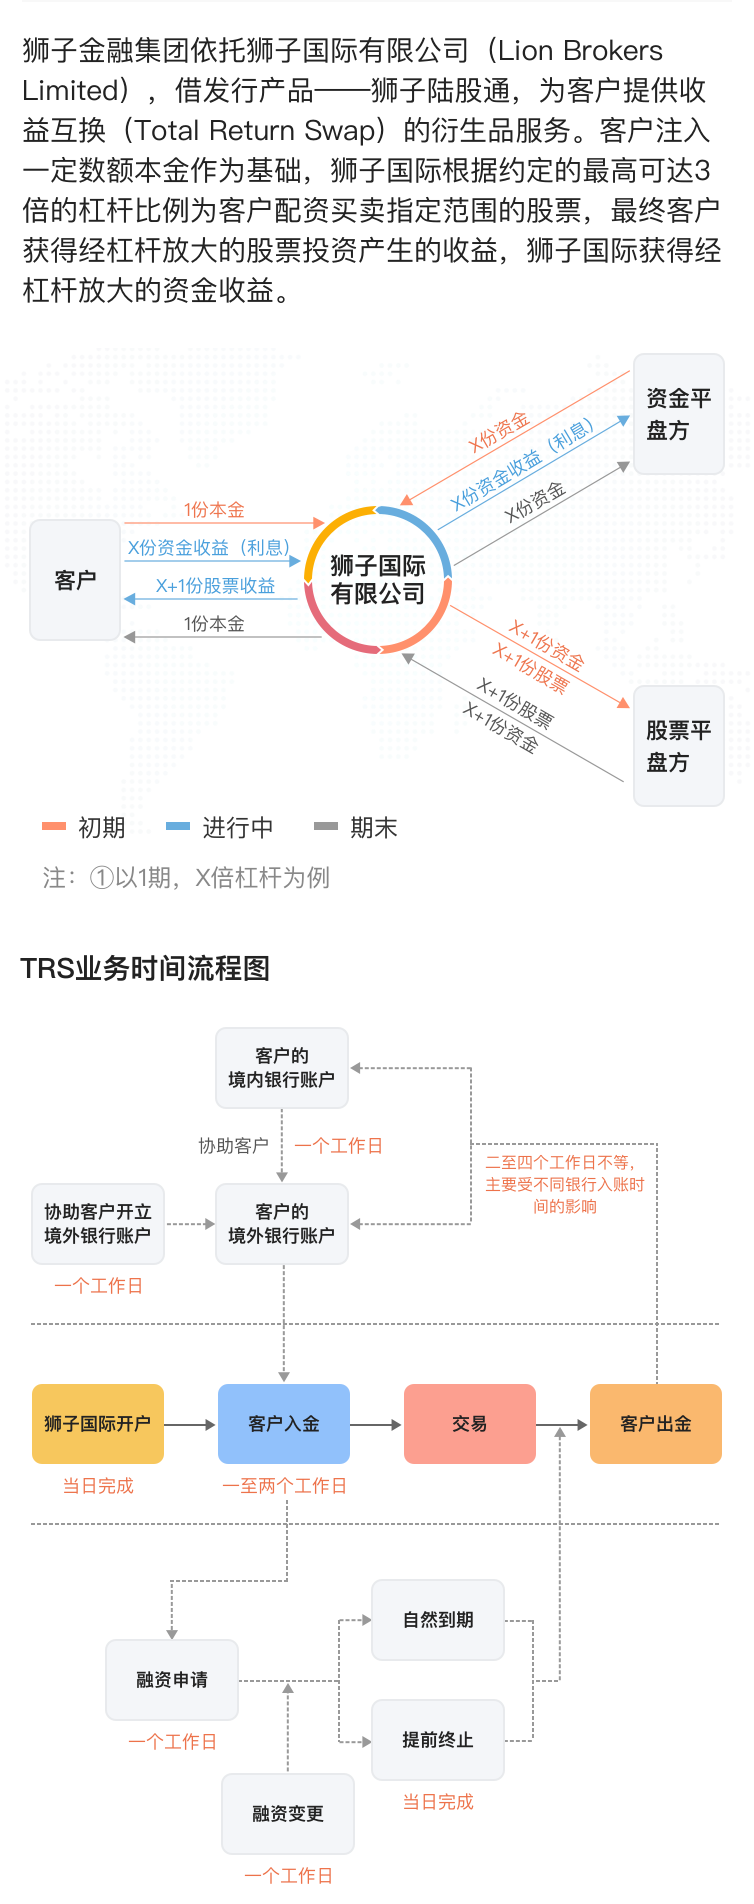 狮子金融集团依托狮子国际有限公司（Lion Brokers
Limited），借发行产品——狮子陆股通，为客户提供收
益互换（Total Return Swap）的衍生品服务。客户注入
一定数额本金作为基础，狮子国际根据约定的最高可达3
倍的杠杆比例为客户配资买卖指定范围的股票，最终客户
获得经杠杆放大的股票投资产生的收益，狮子国际获得经
杠杆放大的资金收益。
资金平
盘方
X份资金
X份资金收益（利息）
X份资金
1份本金
X份资金收益（利息）
X+1份股票收益
1份本金
客户
狮子国际
有限公司
X+1份资金
X+1份股票
X+1份股票
X+1份资金
股票平
盘方
初期
进行中
期末
注：①以1期，X倍杠杆为例
TRS业务时间流程图
客户的
境内银行账户
协助客户
一个工作日
二至四个工作日不等，
主要受不同银行入账时
间的影响
协助客户开立
境外银行账户
客户的
境外银行账户
一个工作日
狮子国际开户
客户入金
交易
客户出金
当日完成
一至两个工作日
自然到期
融资申请
提前终止
一个工作日
当日完成
融资变更
一个工作日